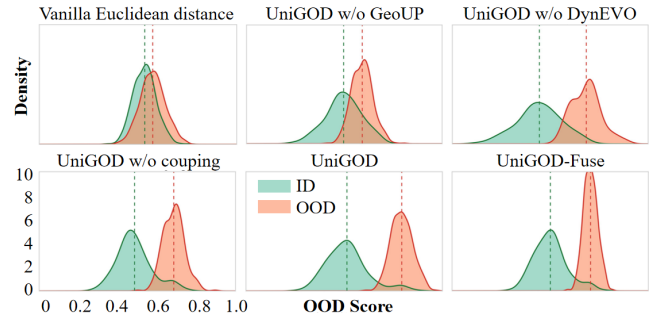 Vanilla Euclidean distance
UniGOD w/o GeoUP
UniGOD w/o DynEVO
Density
UniGOD w/o couping
UniGOD
UniGOD-Fuse
10
8
6
4
2
0
ID
OOD
0 0.2 0.4 0.6 0.8 1.0
OOD Score